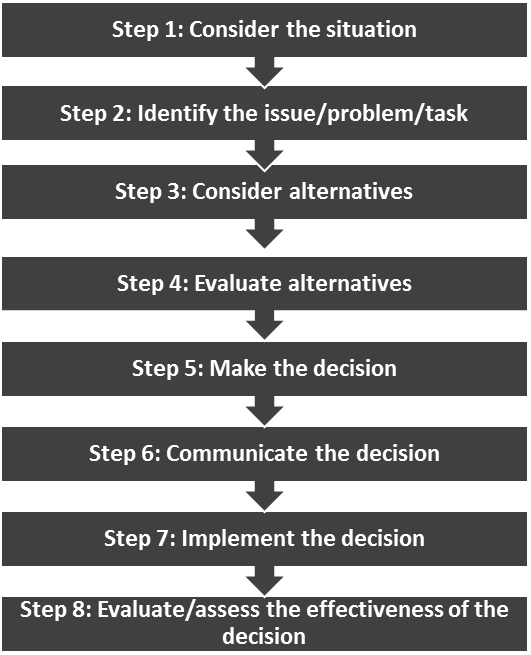 Step 1: Consider the situation
Step 2: Identify the issue/problem/task
Step 3: Consider alternatives
Step 4: Evaluate alternatives
Step 5: Make the decision
Step 6: Communicate the decision
Step 7: Implement the decision
Step 8: Evaluate/assess the effectiveness of the
decision